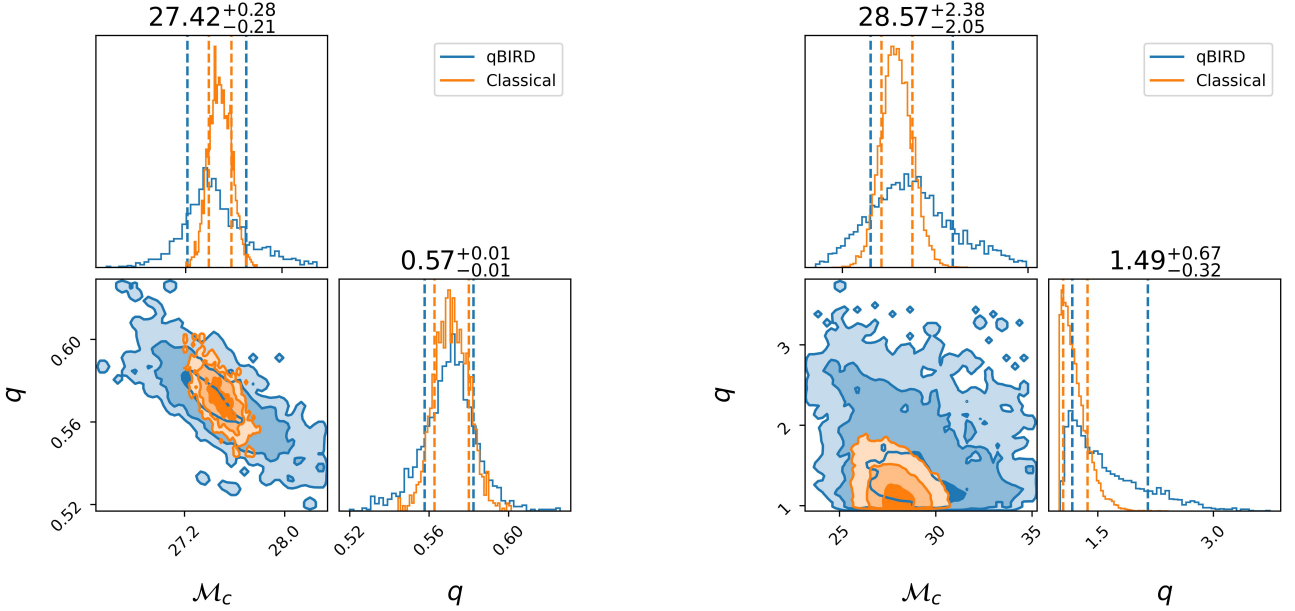 27.42+0.28−0.21
qBIRD
Classical
0.57+0.01−0.01
0.60
0.56
0.52
q
27.2
28.0
ℳc
0.52
0.56
0.60
q
28.57+2.38−2.05
qBIRD
Classical
1.49+0.67−0.32
3
2
1
q
25
30
35
ℳc
1.5
3.0
q